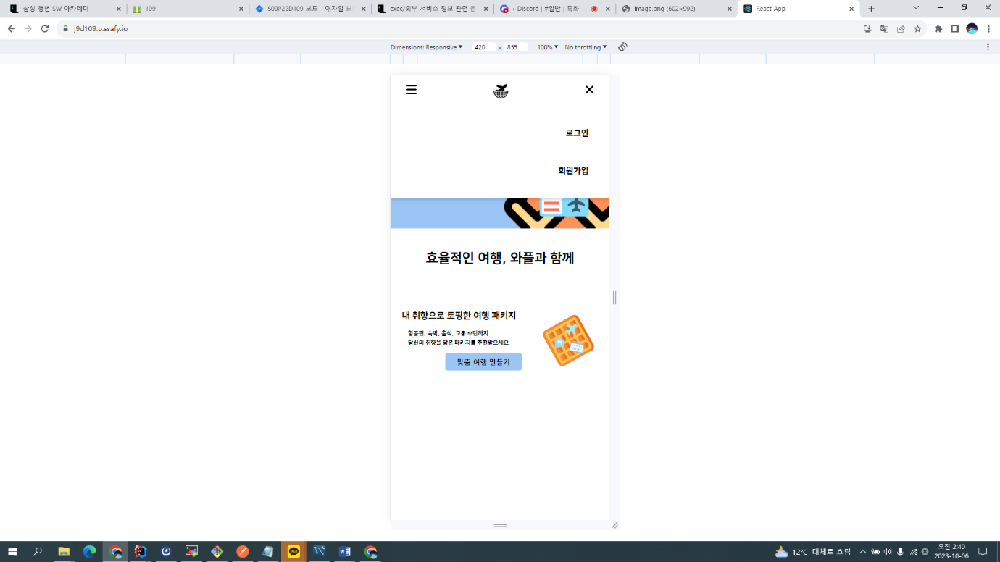 삼성 청년 SW 아카데미
109
S09P22D109 보드 - 애자일 보
exec/외부 서비스 정보 관련 문
• Discord | #일반 | 특화
image.png (602×992)
React App
j9d109.p.ssafy.io
Dimensions: Responsive
420 x 855
100%
No throttling
로그인
회원가입
효율적인 여행, 와플과 함께
내 취향으로 토핑한 여행 패키지
항공편, 숙박, 음식, 교통 수단까지
당신의 취향을 담은 패키지를 추천받으세요
맞춤 여행 만들기
TALK
12°C 대체로 흐림
오전 2:40
2023-10-06